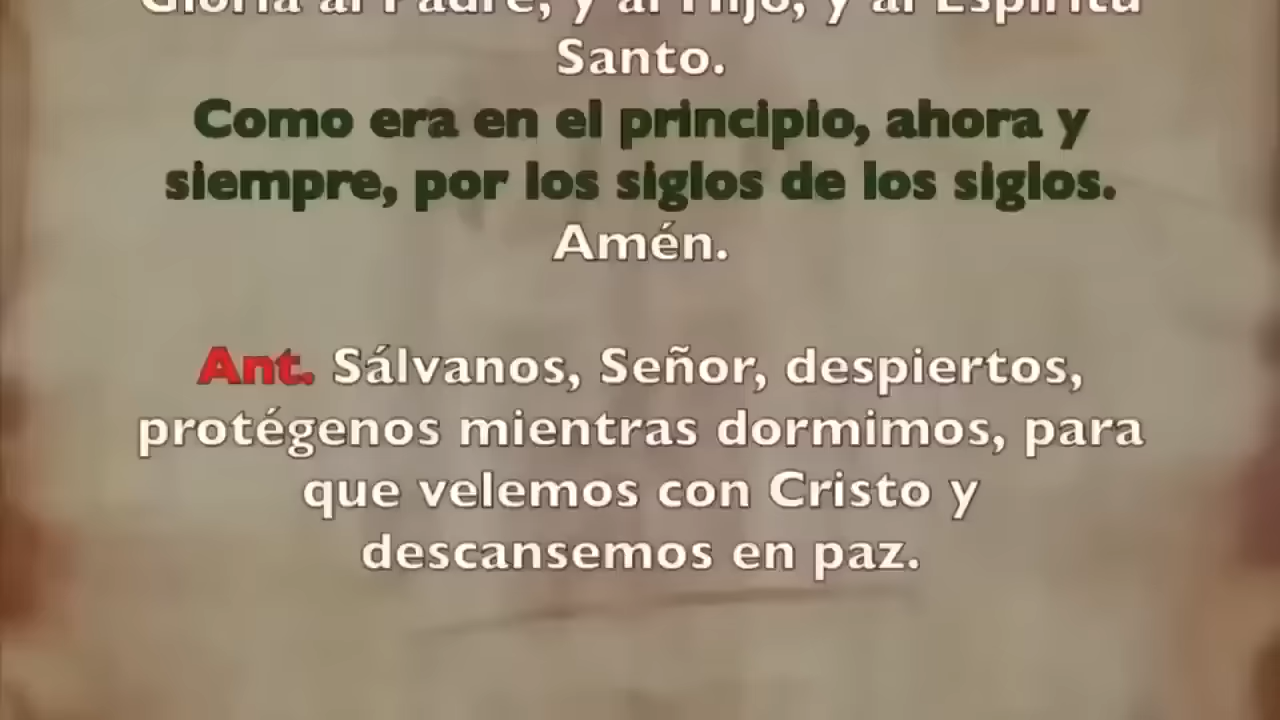 Gloria al Padre, y al Hijo, y al Espíritu
Santo.
Como era en el principio, ahora y
siempre, por los siglos de los siglos.
Amén.
Ant. Sálvanos, Señor, despiertos,
protégenos mientras dormimos, para
que velemos con Cristo y
descansemos en paz.